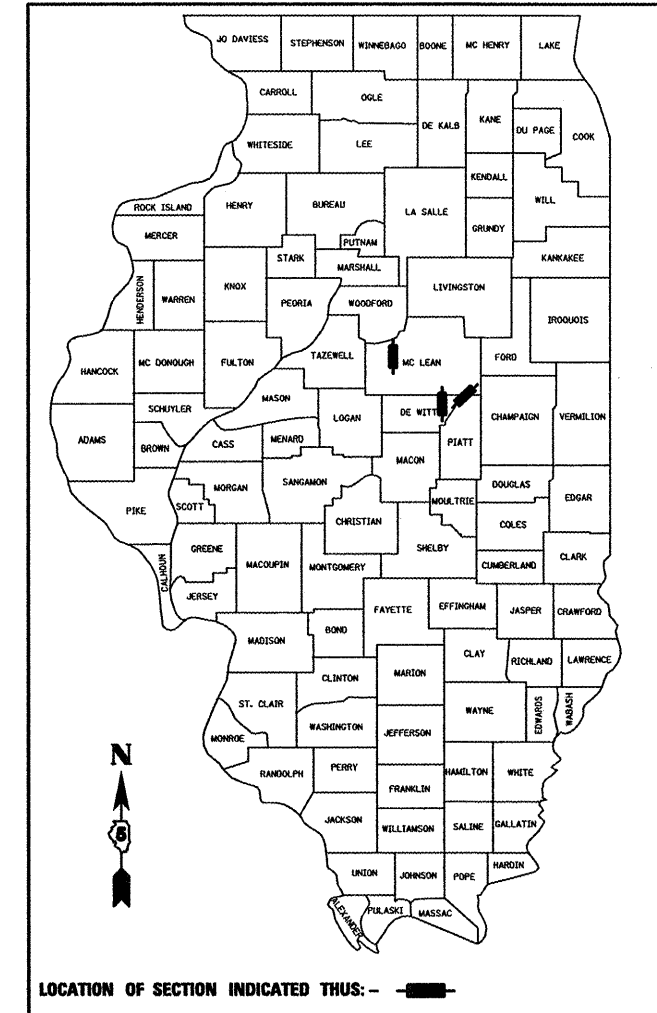 JO DAVIESS STEPHENSON WINNEBAGO BOONE MC HENRY LAKE
CARROLL OGLE DE KALB KANE DU PAGE COOK
WHITESIDE LEE
KENDALL
WILL
ROCK ISLAND HENRY BUREAU LA SALLE
GRUNDY
MERCER PUTNAM
STARK MARSHALL KANKAKEE
HENDERSON WARREN KNOX PEORIA WOODFORD LIVINGSTON
IROQUOIS
HANCOCK MC DONOUGH FULTON TAZEWELL MC LEAN FORD
SCHUYLER MASON LOGAN DE WITT CHAMPAIGN VERMILION
ADAMS BROWN CASS MENARD PIATT
MACON
PIKE SCOTT MORGAN SANGAMON MOULTRIE DOUGLAS EDGAR
CHRISTIAN COLES
CALHOUN GREENE MACOUPIN MONTGOMERY SHELBY CUMBERLAND CLARK
JERSEY
FAYETTE EFFINGHAM JASPER CRAWFORD
MADISON BOND
CLAY RICHLAND LAWRENCE
CLINTON MARION
ST. CLAIR WAYNE EDWARDS WABASH
WASHINGTON JEFFERSON
MONROE
N
RANDOLPH PERRY HAMILTON WHITE
FRANKLIN
5
JACKSON WILLIAMSON SALINE GALLATIN
UNION JOHNSON POPE HARDIN
ALEXANDER PULASKI MASSAC
LOCATION OF SECTION INDICATED THUS: -